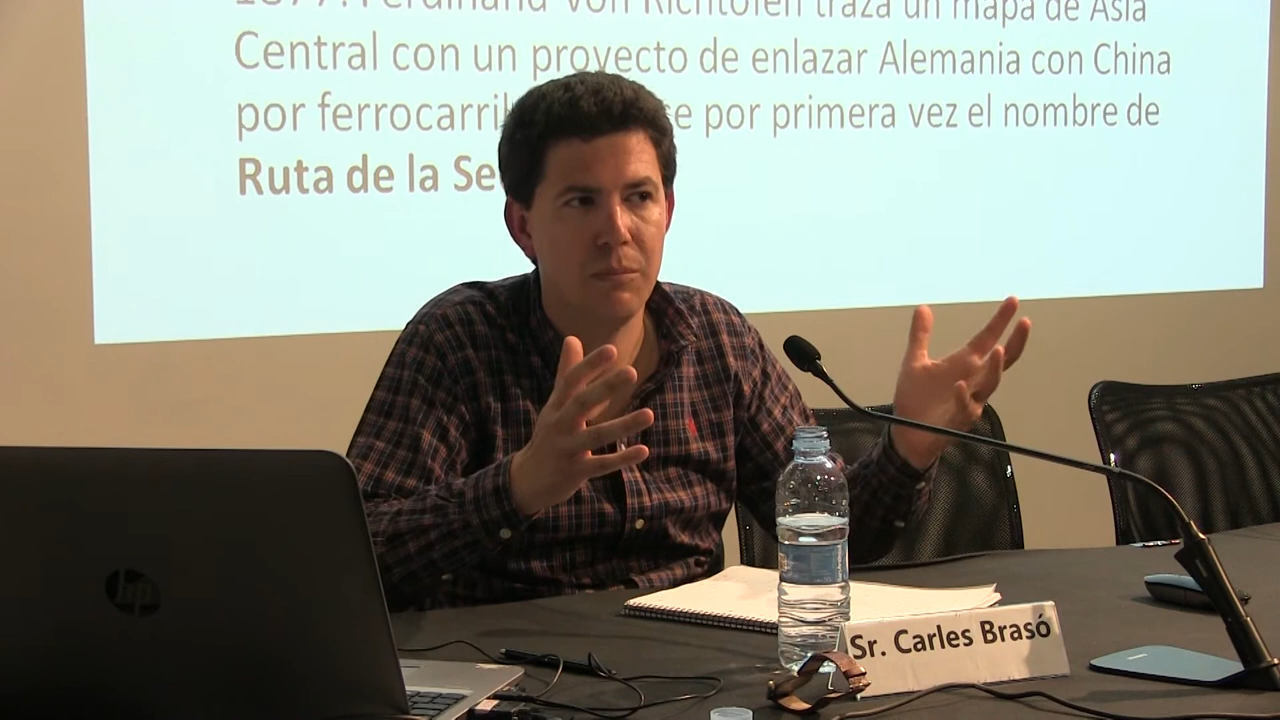 1877: Ferdinand Von Richtofen traza un mapa de Asia
Central con un proyecto de enlazar Alemania con China
por ferrocarril se por primera vez el nombre de
Ruta de la Se
hp
Sr. Carles Brasó